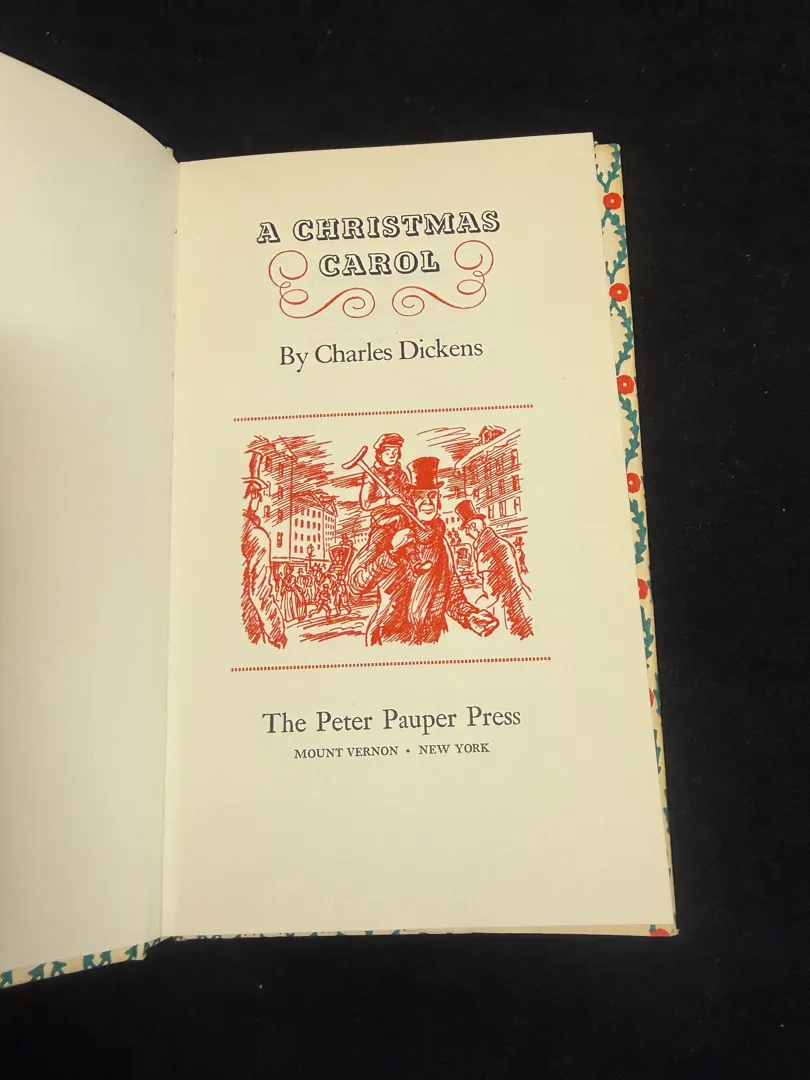 A CHRISTMAS
CAROL
By Charles Dickens
The Peter Pauper Press
MOUNT VERNON • NEW YORK